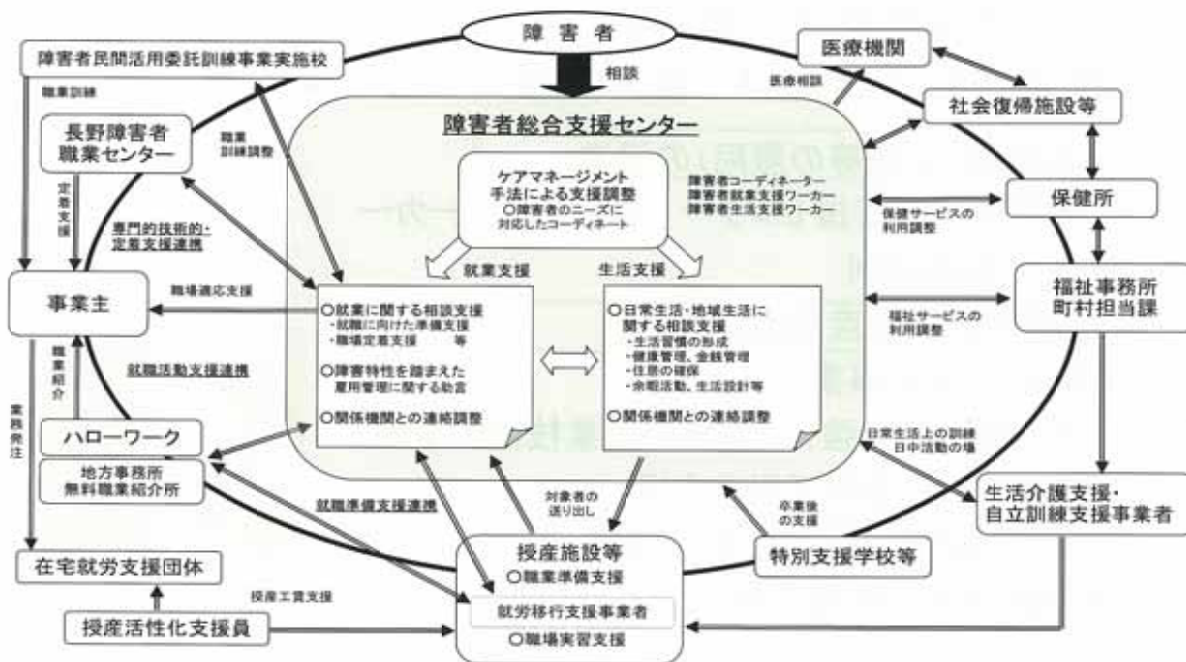 障害者
相談
障害者民間活用委託訓練事業実施校
職業訓練
長野障害者
職業センター
職業
訓練調整
定着支援
専門的技術的・
定着支援連携
事業主
職場適応支援
職業紹介
就職活動支援連携
業務発注
ハローワーク
地方事務所
無料職業紹介所
在宅就労支援団体
授産工賃支援
授産活性化支援員
障害者総合支援センター
ケアマネージメント
手法による支援調整
○障害者のニーズに
対応したコーディネート
障害者コーディネーター
障害者就業支援ワーカー
障害者生活支援ワーカー
就業支援
生活支援
○就業に関する相談支援
・就職に向けた準備支援
・職場定着支援 等
○障害特性を踏まえた
雇用管理に関する助言
○関係機関との連絡調整
○日常生活・地域生活に
関する相談支援
・生活習慣の形成
・健康管理、金銭管理
・住居の確保
・余暇活動、生活設計等
○関係機関との連絡調整
医療機関
医療相談
社会復帰施設等
保健所
保健サービスの
利用調整
福祉事務所
町村担当課
福祉サービスの
利用調整
日常生活上の訓練
日中活動の場
生活介護支援・
自立訓練支援事業者
就職準備支援連携
対象者の
送り出し
卒業後
の支援
特別支援学校等
授産施設等
○職業準備支援
就労移行支援事業者
○職場実習支援